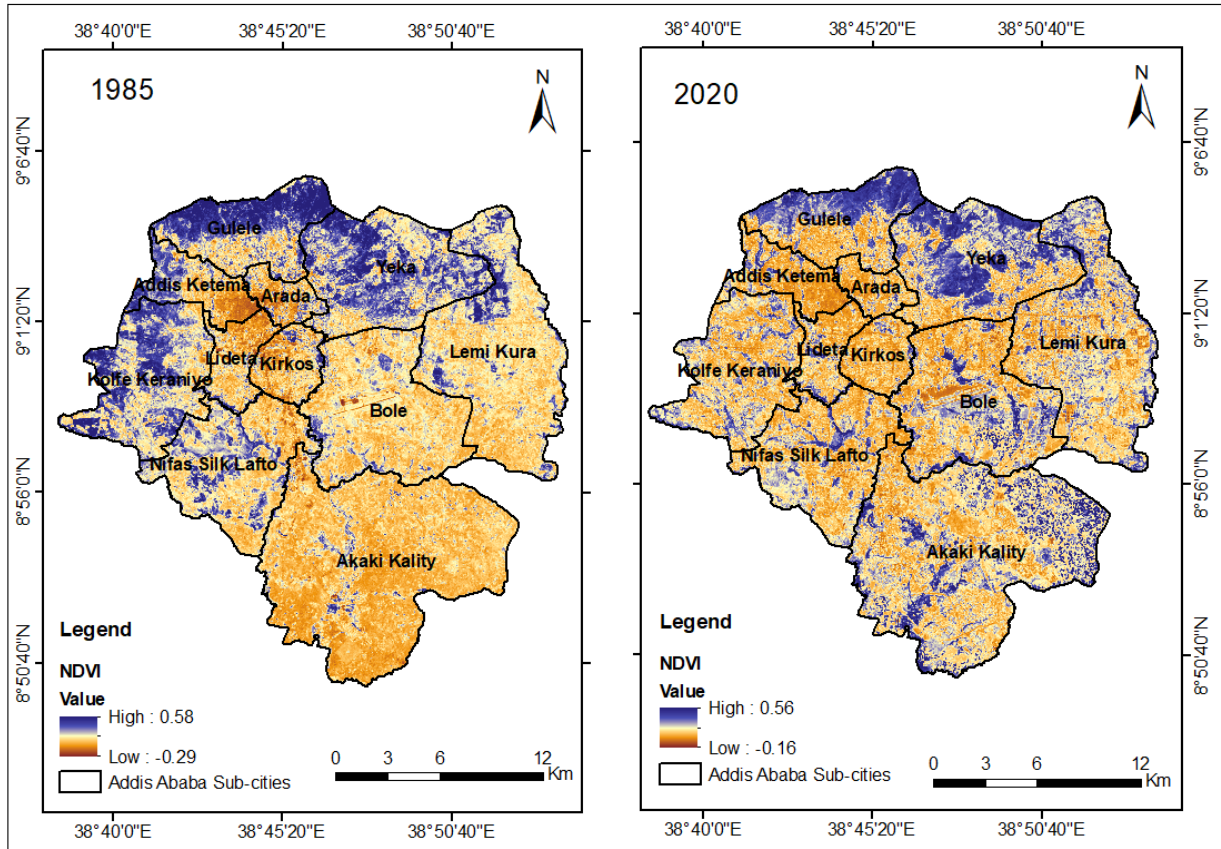 38°40'0"E 38°45'20"E 38°50'40"E
1985
N
9°6'40"N
9°1'20"N
8°56'0"N
8°50'40"N
Gulele
Yeka
Addis Ketema
Arada
Lideta
Kirkos
Lemi Kura
Kolfe Keraniyo
Bole
Nifas Silk Lafto
Akaki Kality
Legend
NDVI
Value
High : 0.58
Low : -0.29
Addis Ababa Sub-cities
0 3 6 12
Km
38°40'0"E 38°45'20"E 38°50'40"E
38°40'0"E 38°45'20"E 38°50'40"E
2020
N
9°6'40"N
9°1'20"N
8°56'0"N
8°50'40"N
Gulele
Yeka
Addis Ketema
Arada
Lideta
Kirkos
Lemi Kura
Kolfe Keraniyo
Bole
Nifas Silk Lafto
Akaki Kality
Legend
NDVI
Value
High : 0.56
Low : -0.16
Addis Ababa Sub-cities
0 3 6 12
Km
38°40'0"E 38°45'20"E 38°50'40"E